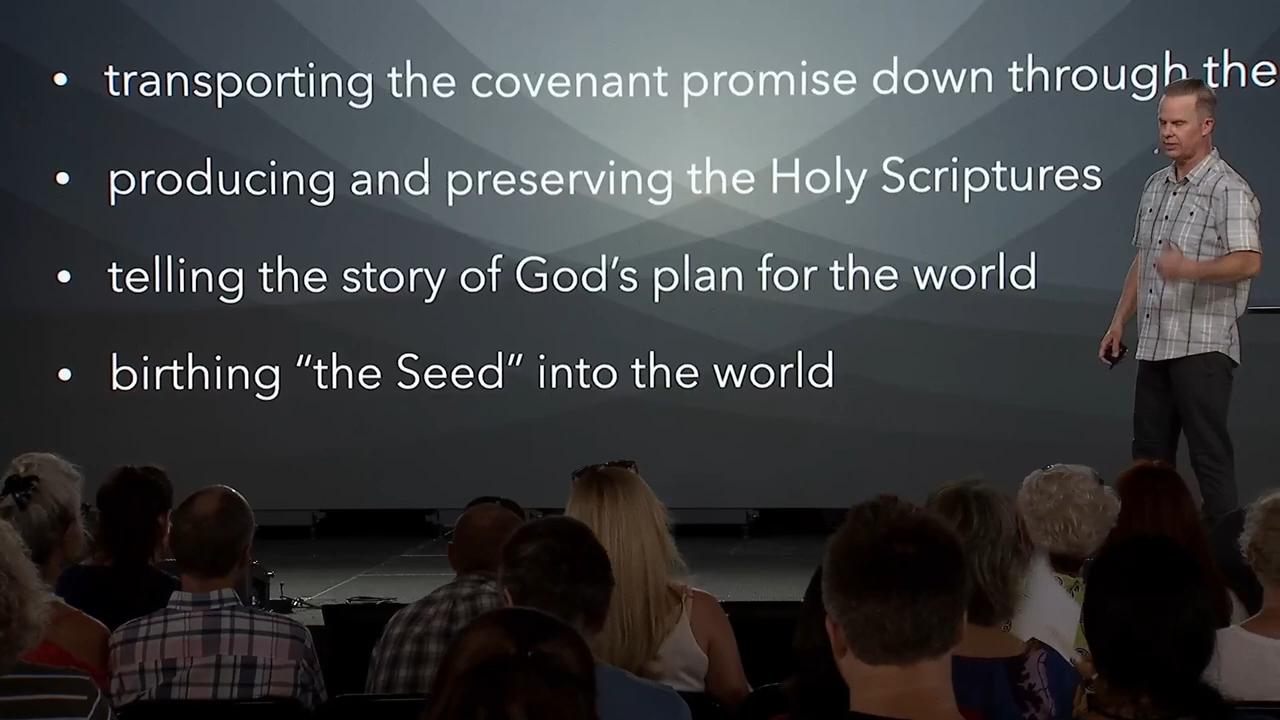 • transporting the covenant promise down through the
• producing and preserving the Holy Scriptures
• telling the story of God’s plan for the world
• birthing “the Seed” into the world